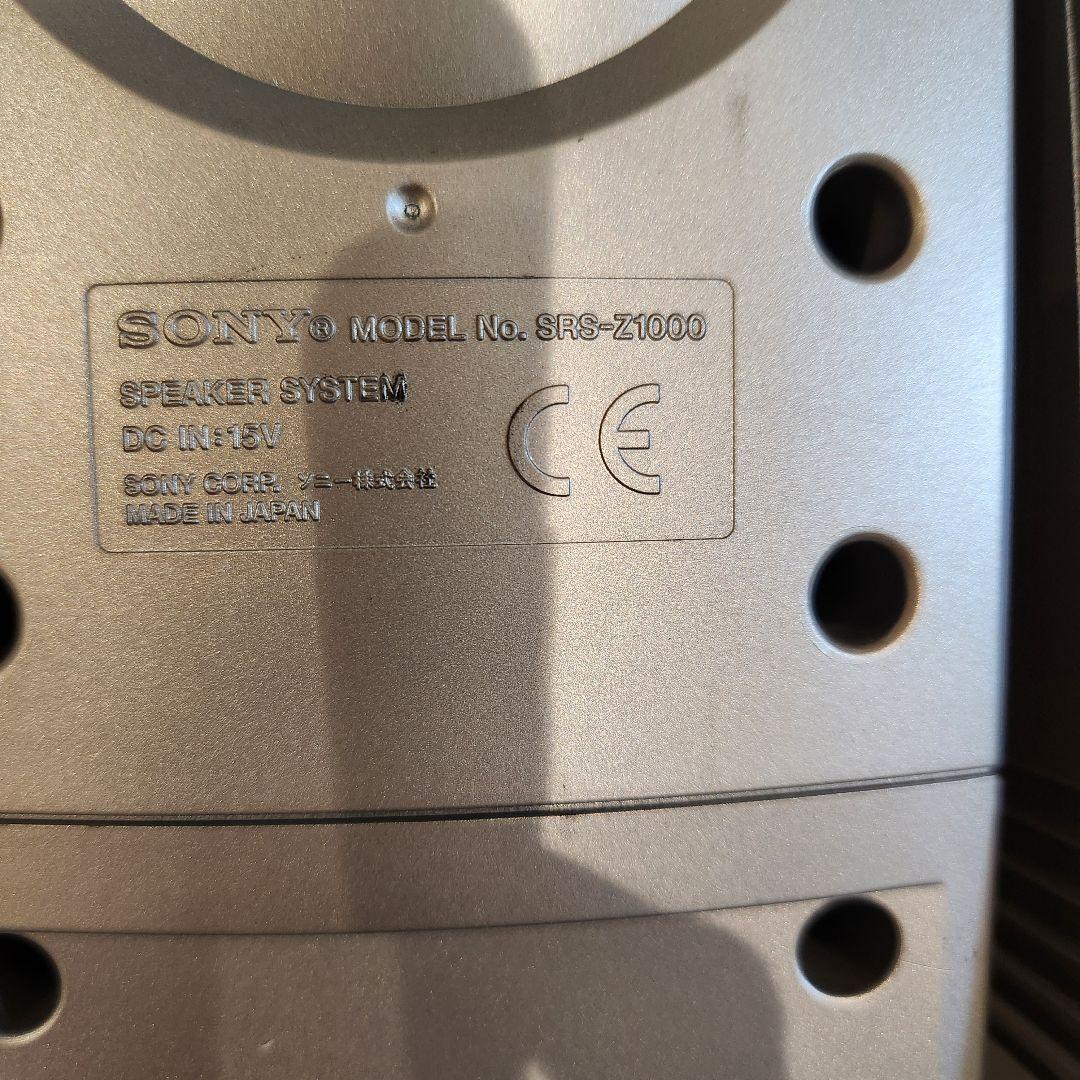 SONY® MODEL No. SRS-Z1000
SPEAKER SYSTEM
DC IN:15V
SONY CORP. ソニー株式会社
MADE IN JAPAN
CE